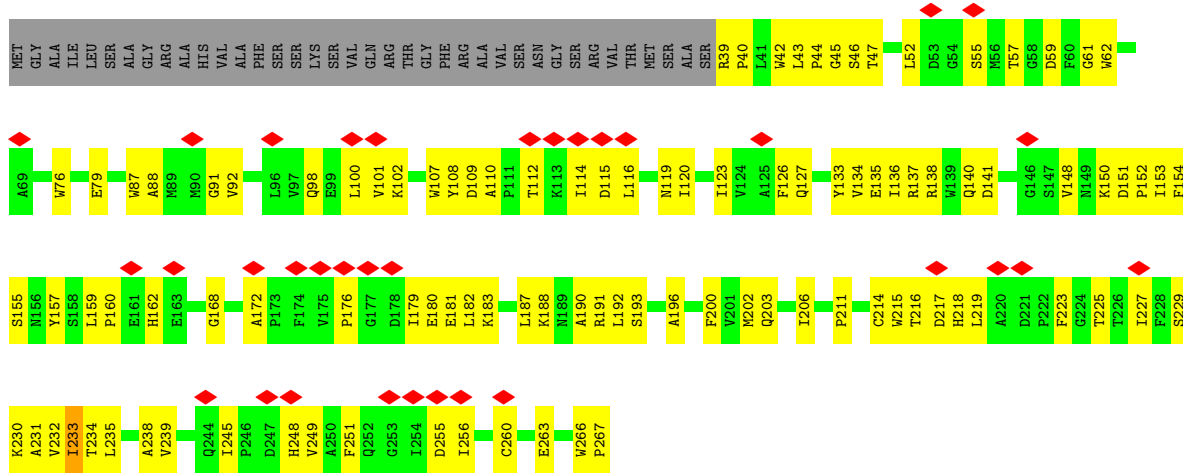 MET GLY ALA ILE LEU SER ALA GLY ARG ALA HIS VAL ALA PHE SER SER LYS SER VAL GLN ARG THR GLY PHE ARG ALA VAL SER ASN GLY SER ARG VAL THR MET SER ALA SER R39 P40 L41 W42 L43 P44 G45 S46 T47 L52 D53 G54 S55 M56 T57 G58 D59 F60 G61 W62
A69 W76 E79 W87 A88 M89 M90 G91 V92 L96 V97 Q98 E99 L100 V101 K102 W107 Y108 D109 A110 P111 T112 K113 I114 D115 L116 N119 I120 I123 V124 A125 F126 Q127 Y133 V134 E135 I136 R137 R138 W139 Q140 D141 G146 S147 V148 N149 K150 D151 P152 I153 F154
S155 N156 Y157 S158 L159 P160 E161 H162 E163 G168 A172 P173 F174 V175 P176 G177 D178 I179 E180 E181 L182 K183 L187 K188 N189 A190 R191 L192 S193 A196 F200 V201 M202 Q203 I206 P211 C214 W215 T216 D217 H218 L219 A220 D221 P222 F223 G224 T225 T226 I227 F228 S229
K230 A231 V232 I233 T234 L235 A238 V239 Q244 I245 P246 D247 H248 V249 A250 F251 Q252 G253 I254 D255 I256 C260 E263 W266 P267